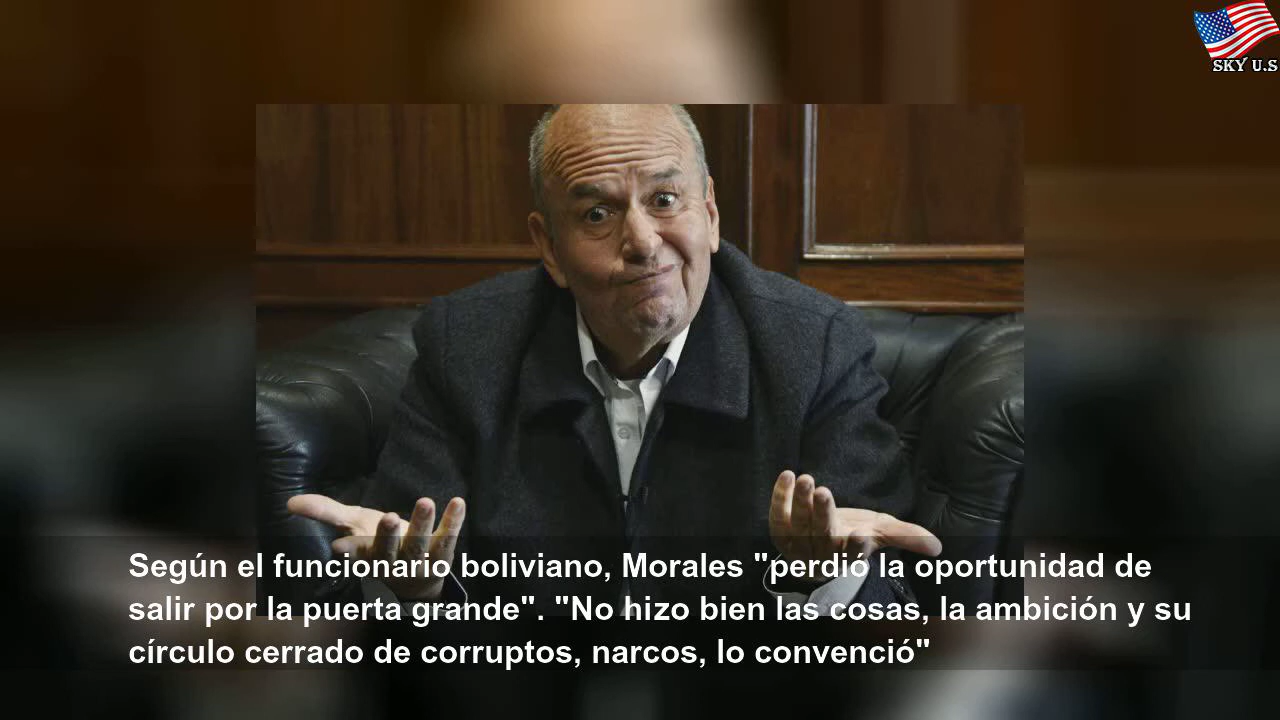 SKY U.S
Según el funcionario boliviano, Morales "perdió la oportunidad de
salir por la puerta grande". "No hizo bien las cosas, la ambición y su
círculo cerrado de corruptos, narcos, lo convenció"